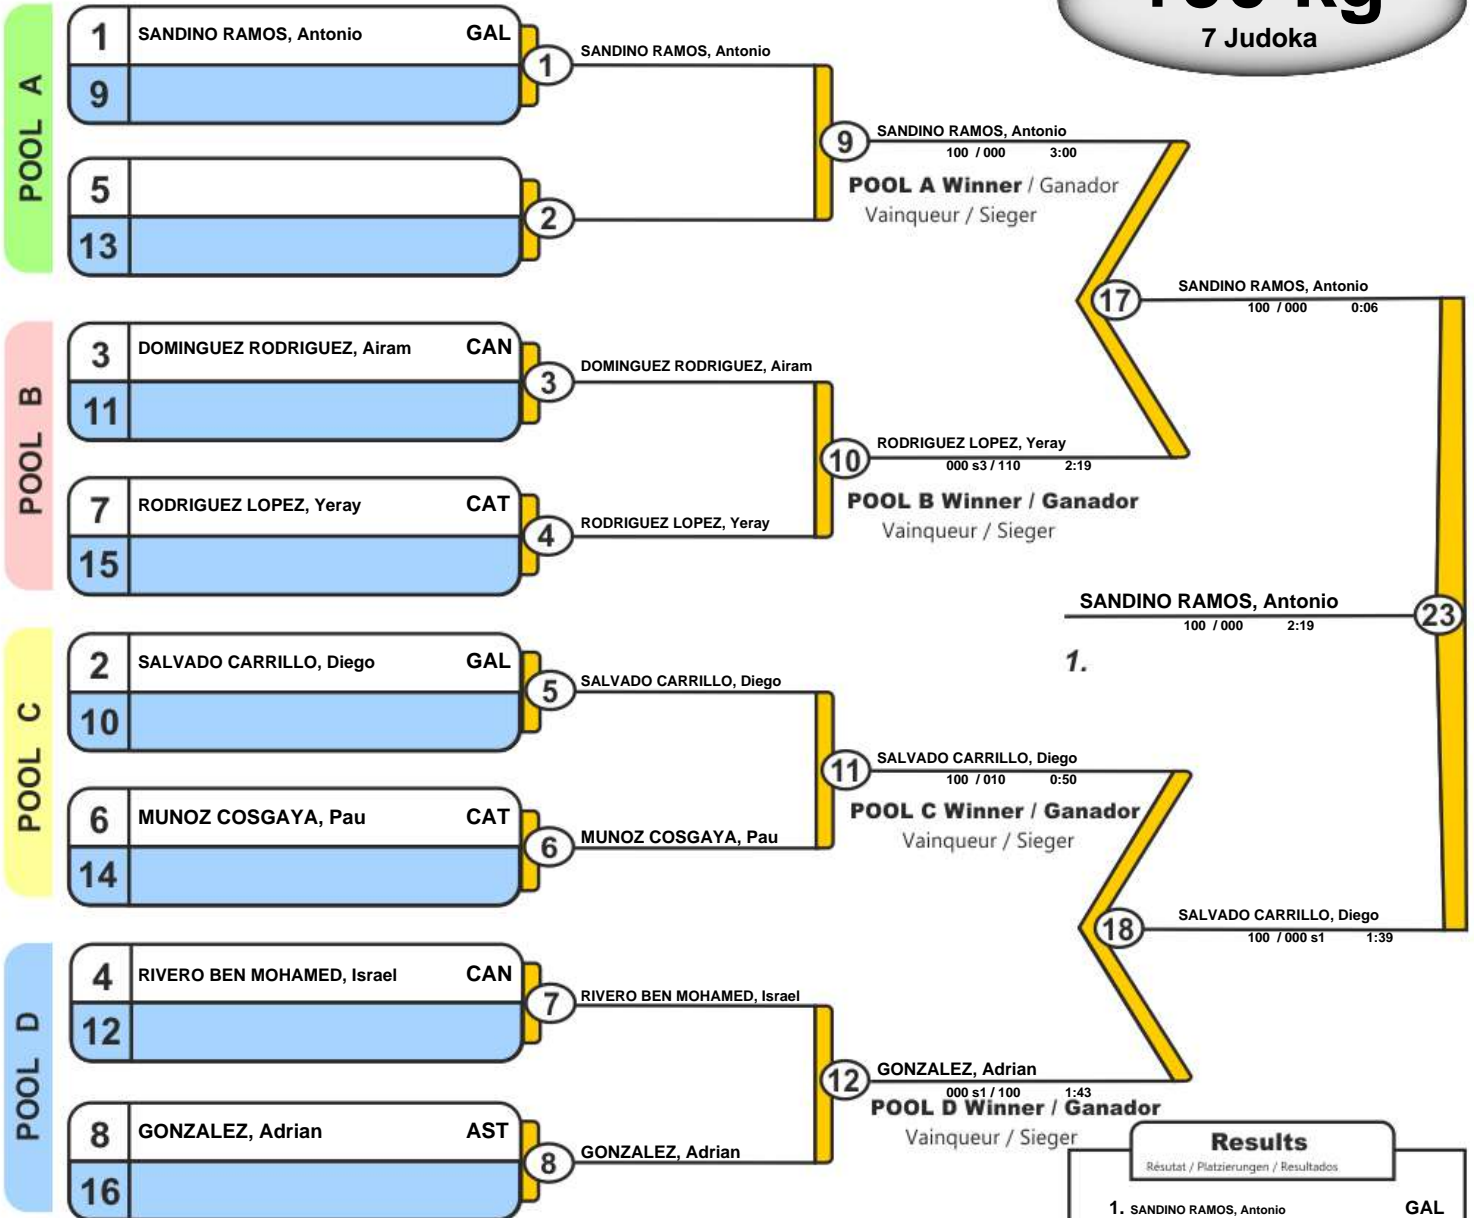 7 Judoka
POOL A
1 SANDINO RAMOS, Antonio GAL
9
1
SANDINO RAMOS, Antonio
5
13
2
9
SANDINO RAMOS, Antonio
100 / 000 3:00
POOL A Winner / Ganador
Vainqueur / Sieger
POOL B
3 DOMINGUEZ RODRIGUEZ, Airam CAN
11
3
DOMINGUEZ RODRIGUEZ, Airam
7 RODRIGUEZ LOPEZ, Yeray CAT
15
4
RODRIGUEZ LOPEZ, Yeray
10
RODRIGUEZ LOPEZ, Yeray
000 s3 / 110 2:19
POOL B Winner / Ganador
Vainqueur / Sieger
17
SANDINO RAMOS, Antonio
100 / 000 0:06
SANDINO RAMOS, Antonio
100 / 000 2:19
23
1.
POOL C
2 SALVADO CARRILLO, Diego GAL
10
5
SALVADO CARRILLO, Diego
6 MUNOZ COSGAYA, Pau CAT
14
6
MUNOZ COSGAYA, Pau
11
SALVADO CARRILLO, Diego
100 / 010 0:50
POOL C Winner / Ganador
Vainqueur / Sieger
18
SALVADO CARRILLO, Diego
100 / 000 s1 1:39
POOL D
4 RIVERO BEN MOHAMED, Israel CAN
12
7
RIVERO BEN MOHAMED, Israel
8 GONZALEZ, Adrian AST
16
8
GONZALEZ, Adrian
12
GONZALEZ, Adrian
000 s1 / 100 1:43
POOL D Winner / Ganador
Vainqueur / Sieger
Results
Résutat / Platzierungen / Resultados
1. SANDINO RAMOS, Antonio GAL